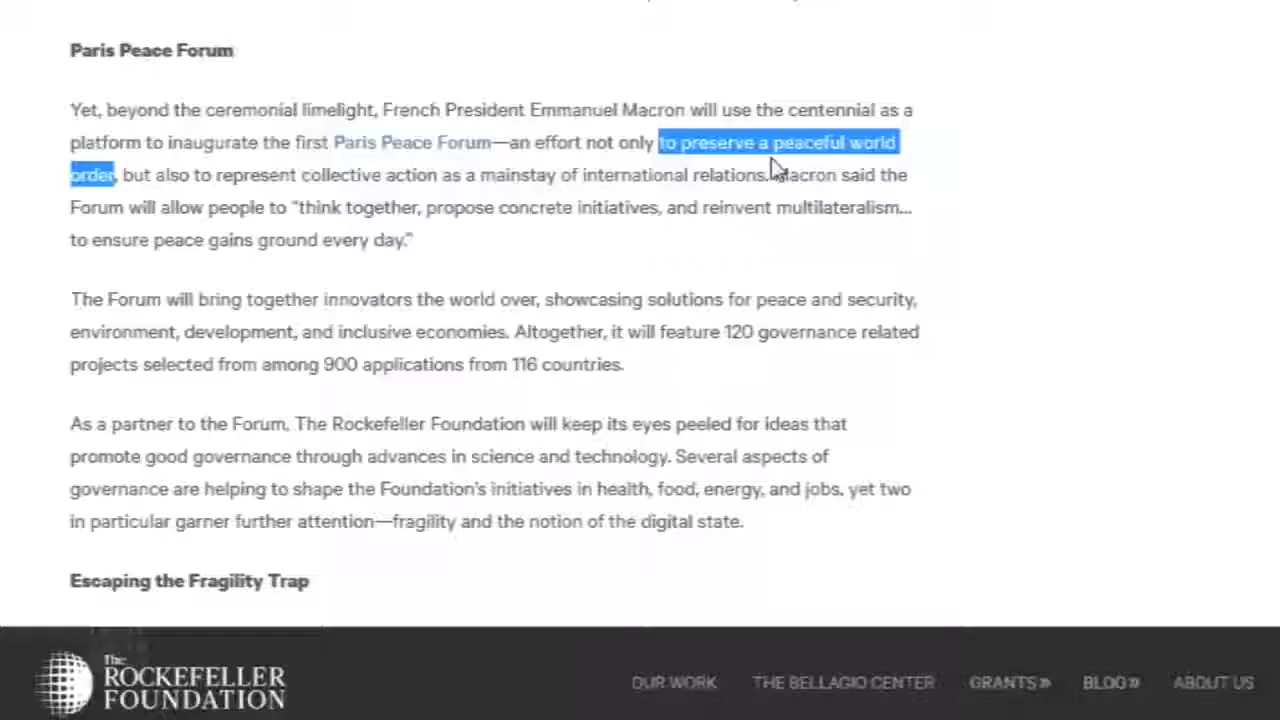 Paris Peace Forum
Yet, beyond the ceremonial limelight, French President Emmanuel Macron will use the centennial as a
platform to inaugurate the first Paris Peace Forum—an effort not only to preserve a peaceful world
order, but also to represent collective action as a mainstay of international relations. Macron said the
Forum will allow people to “think together, propose concrete initiatives, and reinvent multilateralism...
to ensure peace gains ground every day.”
The Forum will bring together innovators the world over, showcasing solutions for peace and security,
environment, development, and inclusive economies. Altogether, it will feature 120 governance related
projects selected from among 900 applications from 116 countries.
As a partner to the Forum, The Rockefeller Foundation will keep its eyes peeled for ideas that
promote good governance through advances in science and technology. Several aspects of
governance are helping to shape the Foundation's initiatives in health, food, energy, and jobs, yet two
in particular garner further attention—fragility and the notion of the digital state.
Escaping the Fragility Trap
The
ROCKEFELLER
FOUNDATION
OUR WORK THE BELLAGIO CENTER GRANTS» BLOG» ABOUT US